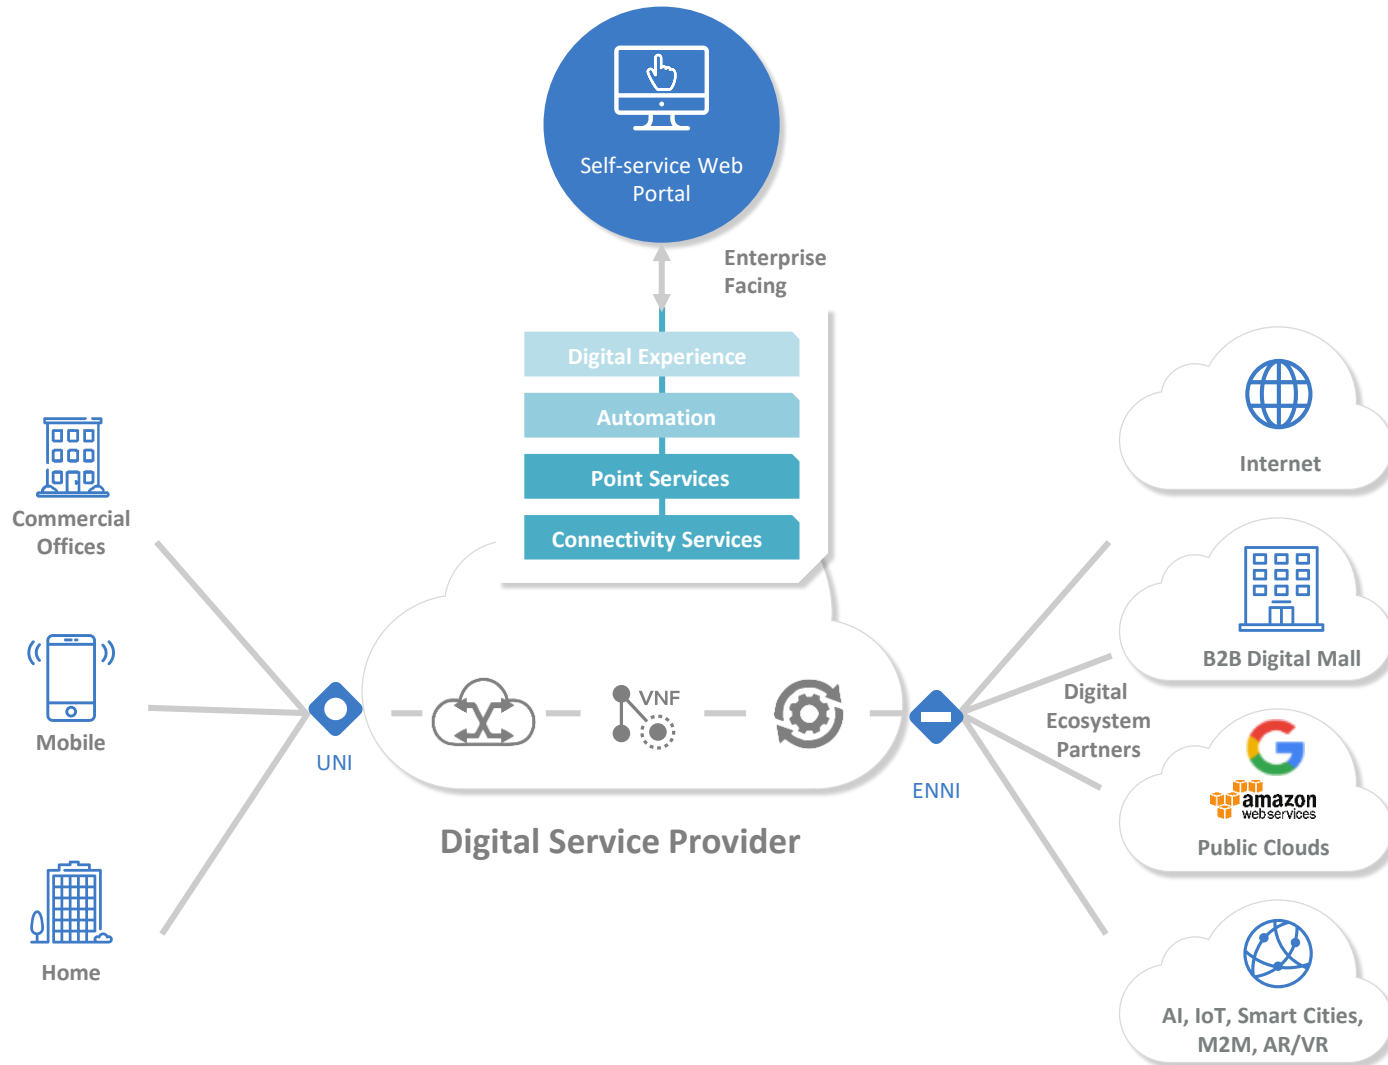 Self-service Web
Portal
Enterprise
Facing
Digital Experience
Automation
Point Services
Connectivity Services
Commercial
Offices
Mobile
Home
UNI
VNF
ENNI
Digital Service Provider
Digital
Ecosystem
Partners
Internet
B2B Digital Mall
G
amazon
webservices
Public Clouds
AI, IoT, Smart Cities,
M2M, AR/VR